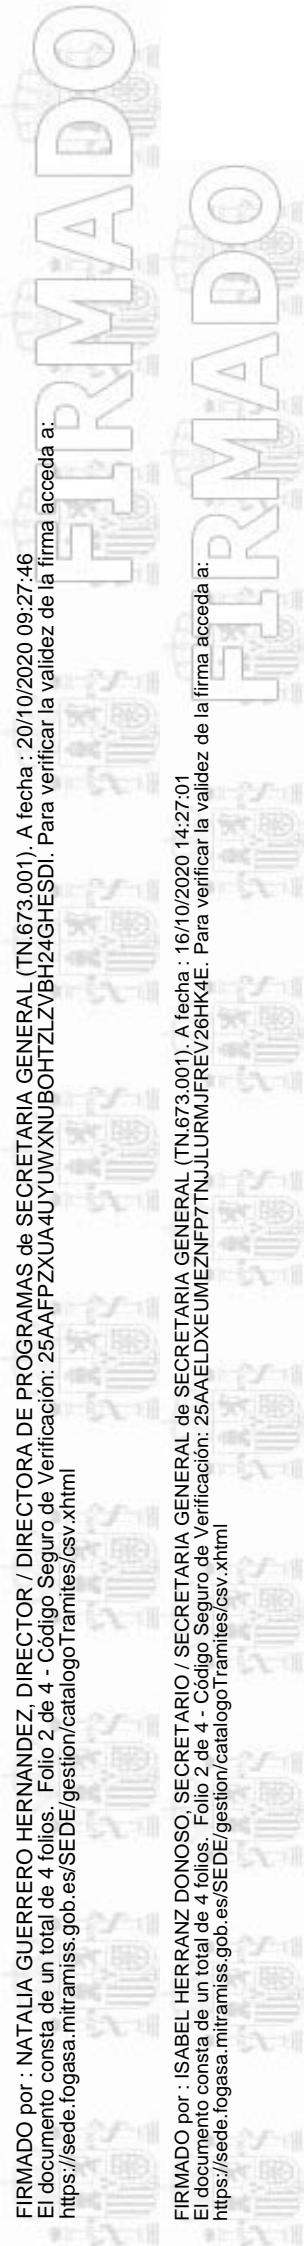 FIRMADO por : NATALIA GUERRERO HERNANDEZ, DIRECTOR / DIRECTORA DE PROGRAMAS de SECRETARIA GENERAL (TN.673.001). A fecha : 20/10/2020 09:27:46
El documento consta de un total de 4 folios. Folio 2 de 4 - Código Seguro de Verificación: 25AAAFPZXUA4UYUWXNUBOHTZLZVBH24GHESDI. Para verificar la validez de la firma acceda a:
https://sede.fogasa.mitramiss.gob.es/SEDE/gestion/catalogoTramites/csv.xhtml
FIRMADO
FIRMADO por : ISABEL HERRANZ DONOSO, SECRETARIO / SECRETARIA GENERAL de SECRETARIA GENERAL (TN.673.001). A fecha : 16/10/2020 14:27:01
El documento consta de un total de 4 folios. Folio 2 de 4 - Código Seguro de Verificación: 25AAAELDXEUMEZNFP7TNJJLURMJFREV26HK4E. Para verificar la validez de la firma acceda a:
https://sede.fogasa.mitramiss.gob.es/SEDE/gestion/catalogoTramites/csv.xhtml
FIRMADO